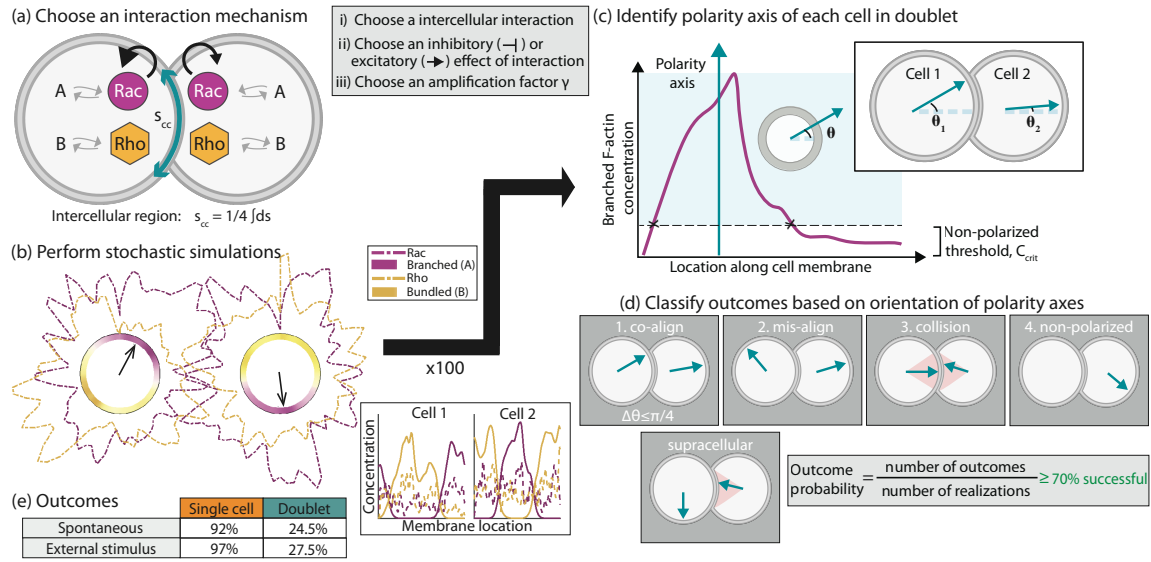 (a) Choose an interaction mechanism
A
Rac
Rac
A
s_cc
B
Rho
Rho
B
Intercellular region: s_cc = 1/4 ∫ds
i) Choose a intercellular interaction
ii) Choose an inhibitory (⊣) or
excitatory (→) effect of interaction
iii) Choose an amplification factor γ
(b) Perform stochastic simulations
Rac
Branched (A)
Rho
Bundled (B)
x100
Cell 1
Cell 2
Concentration
Membrane location
(c) Identify polarity axis of each cell in doublet
Polarity
axis
Branched F-actin
concentration
θ
Location along cell membrane
Cell 1
Cell 2
θ1
θ2
Non-polarized
threshold, C_crit
(d) Classify outcomes based on orientation of polarity axes
1. co-align
2. mis-align
3. collision
4. non-polarized
Δθ≤π/4
supracellular
Outcome
probability
=
number of outcomes
number of realizations
≥ 70% successful
(e) Outcomes
Single cell Doublet
Spontaneous 92% 24.5%
External stimulus 97% 27.5%